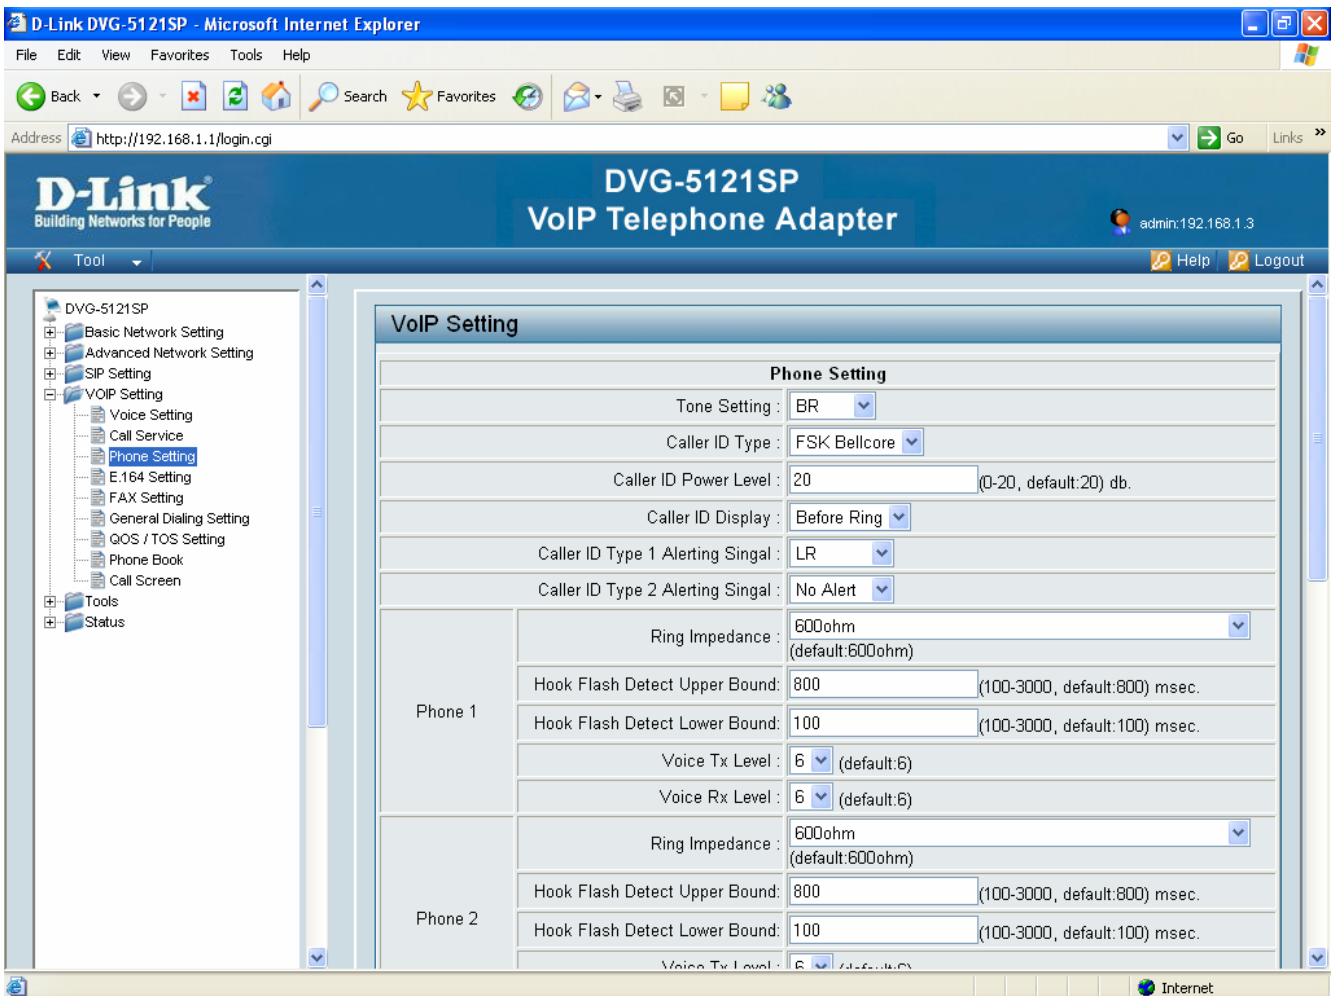 D-Link DVG-5121SP - Microsoft Internet Explorer
File Edit View Favorites Tools Help
Back Search Favorites
Address http://192.168.1.1/login.cgi Go Links »
D-Link
Building Networks for People
DVG-5121SP
VoIP Telephone Adapter
admin:192.168.1.3
Tool Help Logout
DVG-5121SP
Basic Network Setting
Advanced Network Setting
SIP Setting
VOIP Setting
Voice Setting
Call Service
Phone Setting
E.164 Setting
FAX Setting
General Dialing Setting
QOS / TOS Setting
Phone Book
Call Screen
Tools
Status
VoIP Setting
Phone Setting
Tone Setting : BR
Caller ID Type : FSK Bellcore
Caller ID Power Level : 20 (0-20, default:20) db.
Caller ID Display : Before Ring
Caller ID Type 1 Alerting Singal : LR
Caller ID Type 2 Alerting Singal : No Alert
Phone 1
Ring Impedance : 600ohm
(default:600ohm)
Hook Flash Detect Upper Bound: 800 (100-3000, default:800) msec.
Hook Flash Detect Lower Bound: 100 (100-3000, default:100) msec.
Voice Tx Level : 6 (default:6)
Voice Rx Level : 6 (default:6)
Phone 2
Ring Impedance : 600ohm
(default:600ohm)
Hook Flash Detect Upper Bound: 800 (100-3000, default:800) msec.
Hook Flash Detect Lower Bound: 100 (100-3000, default:100) msec.
Voice Tx Level : 6 (default:6)
Internet